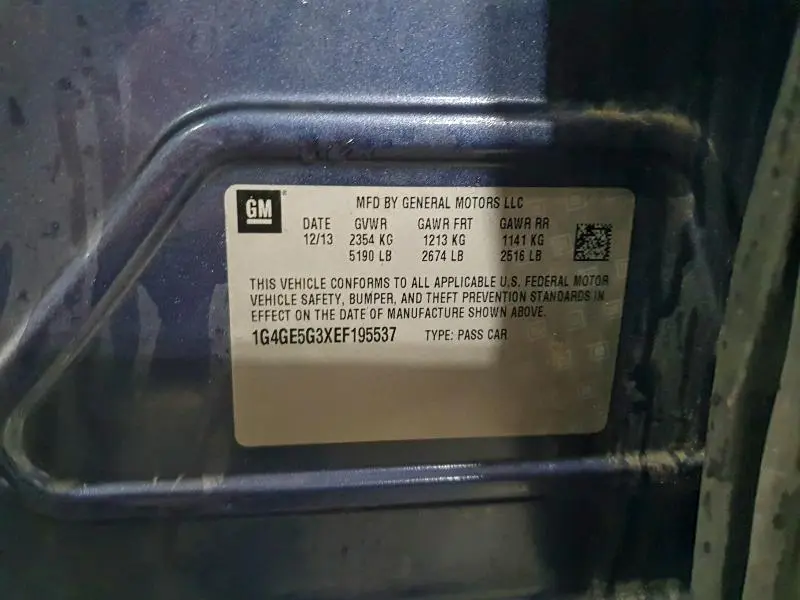 GM ® MFD BY GENERAL MOTORS LLC
DATE GVWR GAWR FRT GAWR RR
12/13 2354 KG 1213 KG 1141 KG
5190 LB 2674 LB 2516 LB
THIS VEHICLE CONFORMS TO ALL APPLICABLE U.S. FEDERAL MOTOR
VEHICLE SAFETY, BUMPER, AND THEFT PREVENTION STANDARDS IN
EFFECT ON THE DATE OF MANUFACTURE SHOWN ABOVE.
1G4GE5G3XEF195537 TYPE: PASS CAR